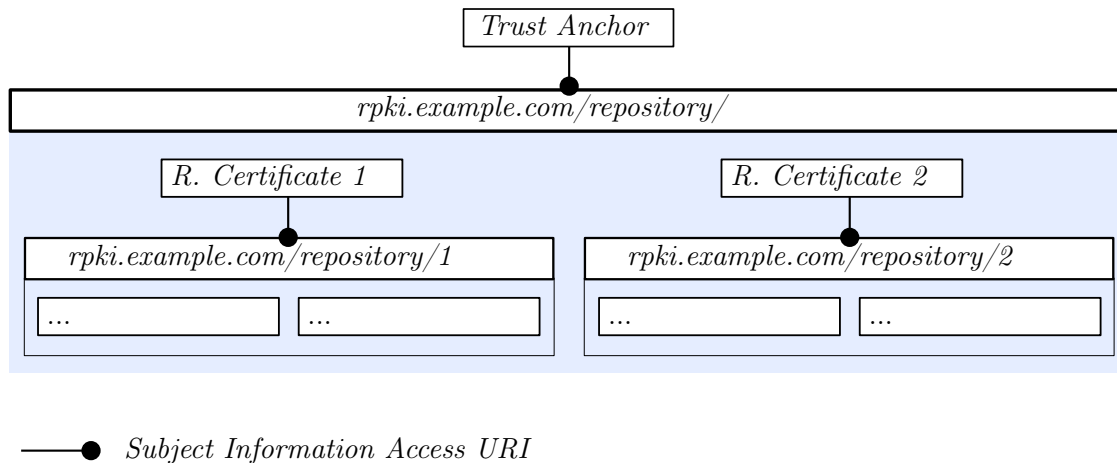 Trust Anchor
rpki.example.com/repository/
R. Certificate 1
R. Certificate 2
rpki.example.com/repository/1
rpki.example.com/repository/2
...
...
...
...
Subject Information Access URI